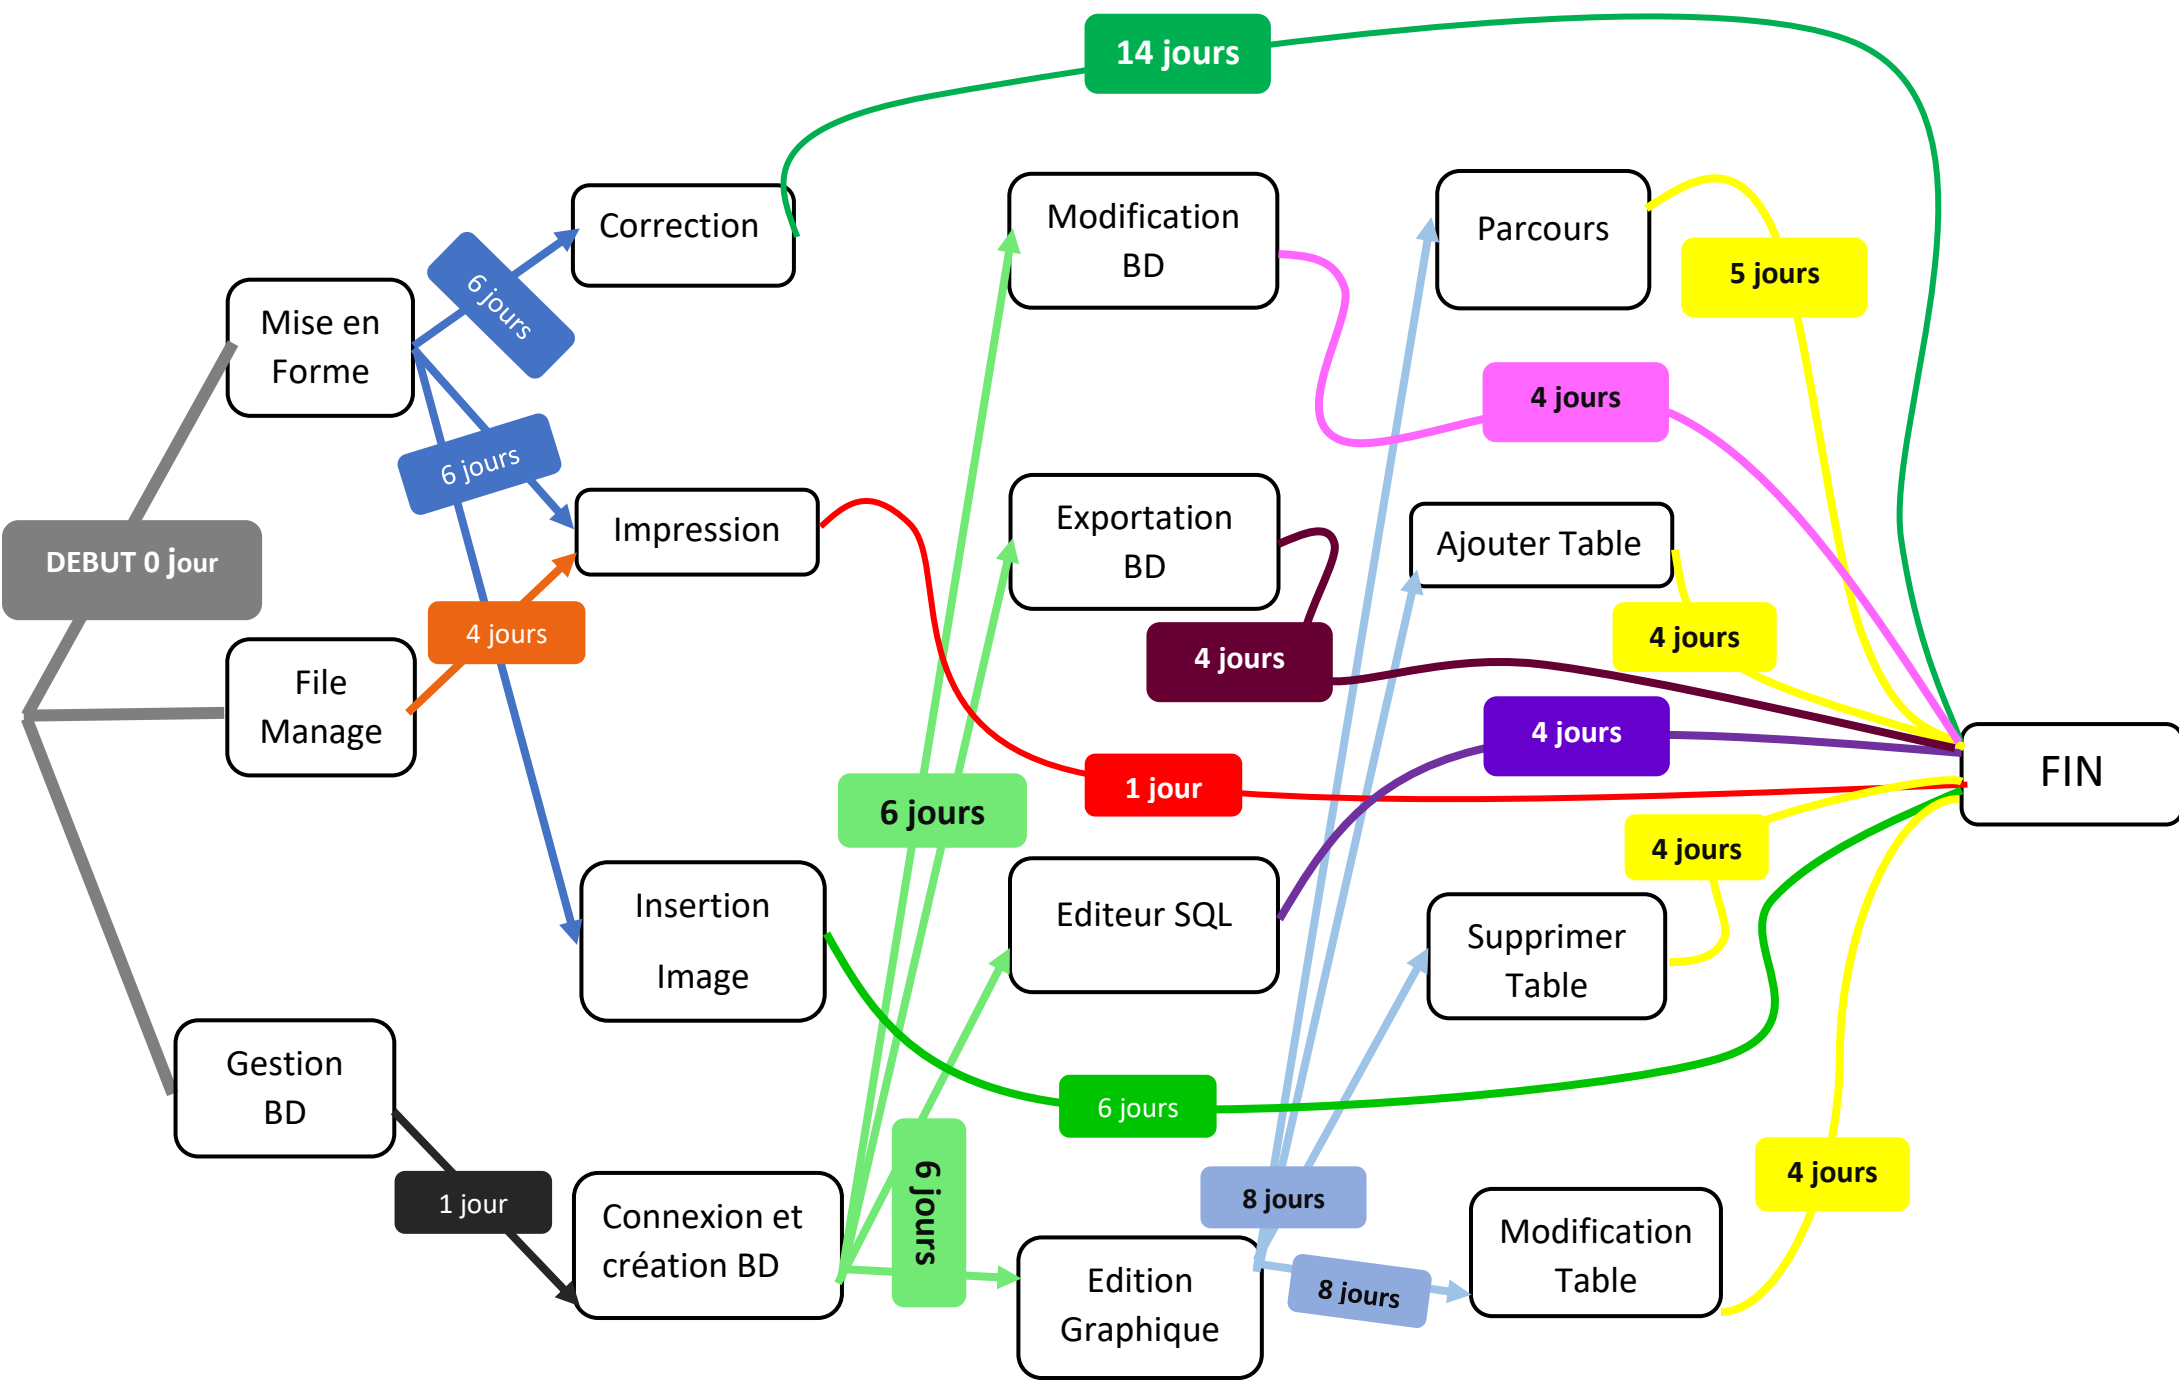 14 jours
Correction
Modification
BD
Parcours
5 jours
6 jours
Mise en
Forme
4 jours
6 jours
Impression
Exportation
BD
Ajouter Table
DEBUT 0 jour
4 jours
4 jours
4 jours
File
Manage
4 jours
FIN
1 jour
6 jours
4 jours
Insertion
Image
Editeur SQL
Supprimer
Table
Gestion
BD
6 jours
1 jour
Connexion et
création BD
6 jours
8 jours
4 jours
Edition
Graphique
8 jours
Modification
Table